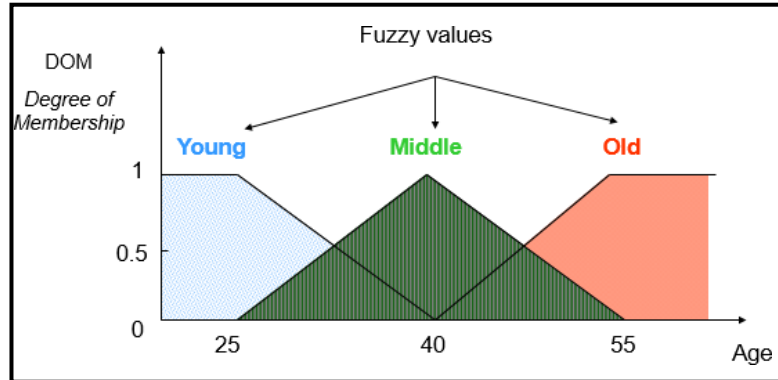 Fuzzy values
DOM
Degree of
Membership
Young
Middle
Old
1
0.5
0
25
40
55
Age